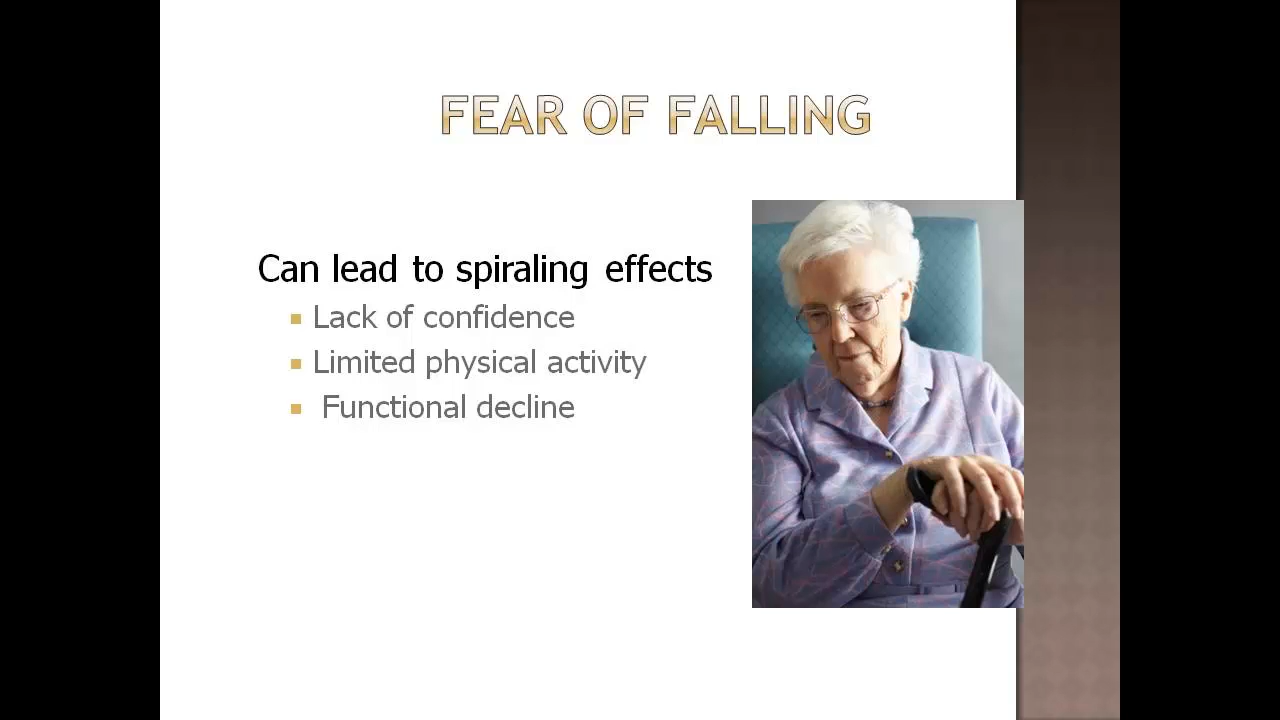 FEAR OF FALLING
Can lead to spiraling effects
Lack of confidence
Limited physical activity
Functional decline